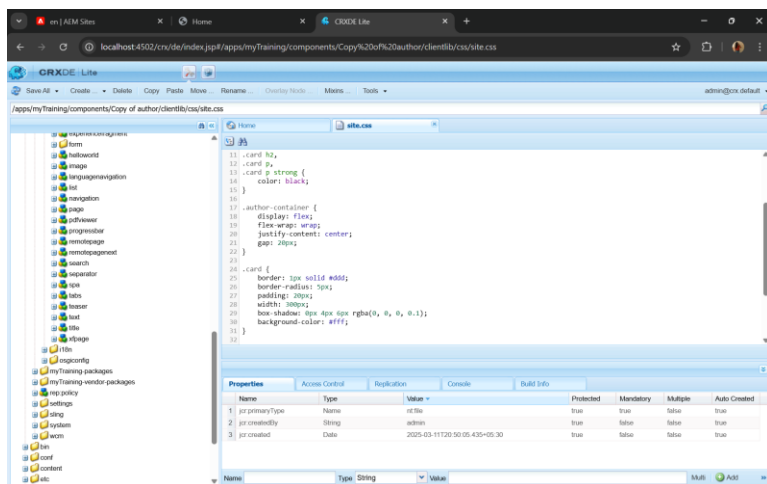 en | AEM Sites
Home
CRXDE Lite
localhost:4502/crx/de/index.jsp#/apps/myTraining/components/Copy%20of%20author/clientlib/css/site.css
CRXDE Lite
Save All Create ... Delete Copy Paste Move ... Rename ... Overlay Node ... Mixins ... Tools
admin@crx.default
/apps/myTraining/components/Copy of author/clientlib/css/site.css
experiencefragment
form
helloworld
image
languagenavigation
list
navigation
page
pdfviewer
progressbar
remotepage
remotepagenext
search
separator
spa
tabs
teaser
text
title
xfpage
i18n
osgiconfig
myTraining-packages
myTraining-vendor-packages
rep:policy
settings
sling
system
wcm
bin
conf
content
etc
Home
site.css
11 .card h2,
12 .card p,
13 .card p strong {
14 color: black;
15 }
16
17 .author-container {
18 display: flex;
19 flex-wrap: wrap;
20 justify-content: center;
21 gap: 20px;
22 }
23
24 .card {
25 border: 1px solid #ddd;
26 border-radius: 5px;
27 padding: 20px;
28 width: 300px;
29 box-shadow: 0px 4px 6px rgba(0, 0, 0, 0.1);
30 background-color: #fff;
31 }
32
Properties Access Control Replication Console Build Info
Name Type Value Protected Mandatory Multiple Auto Created
1 jcr:primaryType Name nt:file true true false true
2 jcr:createdBy String admin true false false true
3 jcr:created Date 2025-03-11T20:50:05.435+05:30 true false false true
Name Type String Value Multi Add